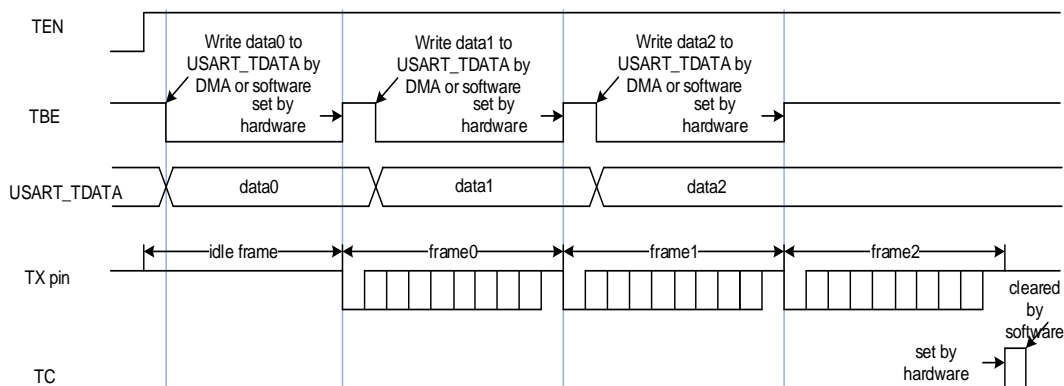 TEN
Write data0 to
USART_TDATA by
DMA or software
Write data1 to
USART_TDATA by
DMA or software
Write data2 to
USART_TDATA by
DMA or software
TBE
set by
hardware
set by
hardware
set by
hardware
USART_TDATA
data0
data1
data2
idle frame
frame0
frame1
frame2
TX pin
cleared
by
software
set by
hardware
TC